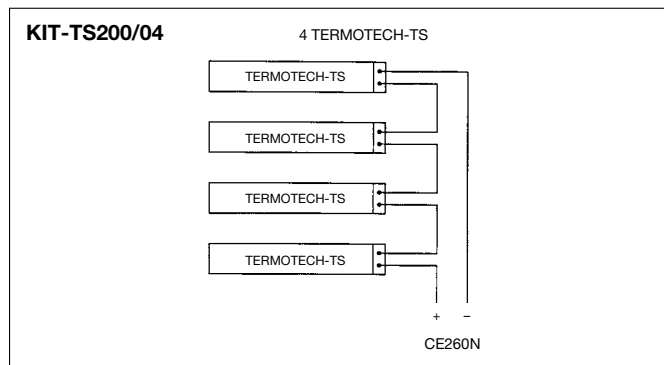 KIT-TS200/04
4 TERMOTECH-TS
TERMOTECH-TS
TERMOTECH-TS
TERMOTECH-TS
TERMOTECH-TS
+ –
CE260N